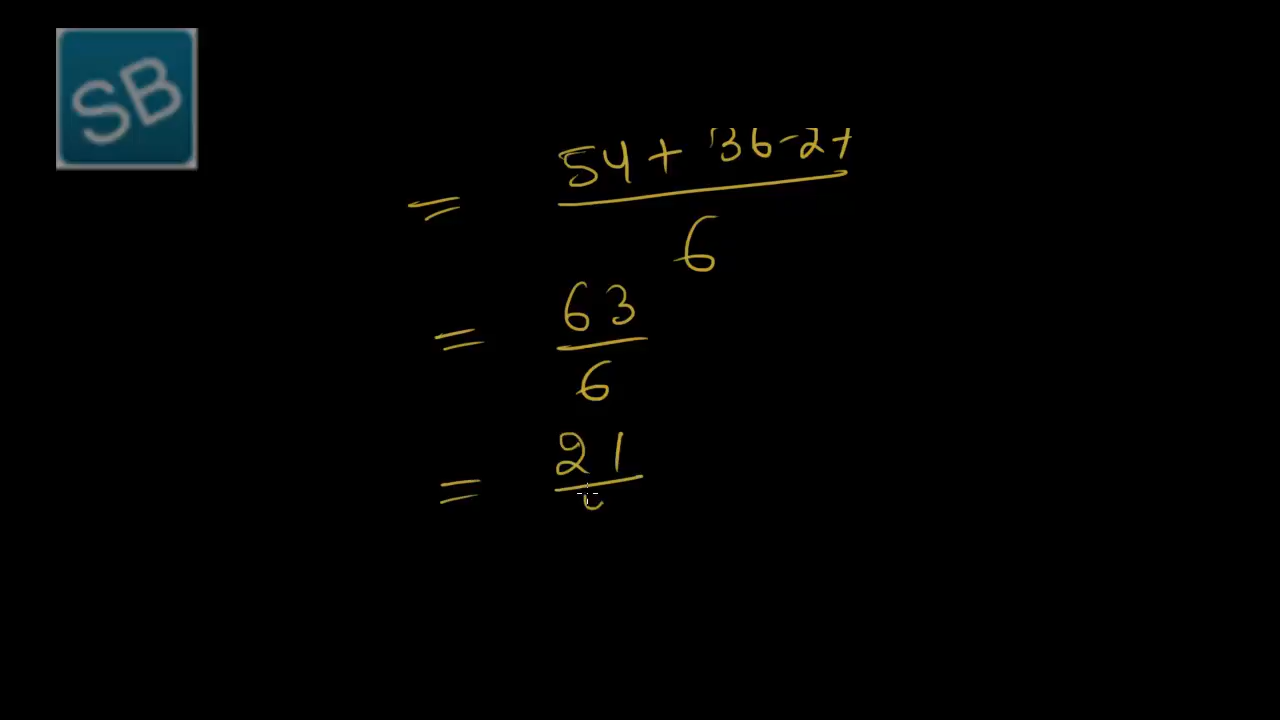 SB
= 54 + 36 - 27
6
= 63
6
= 21